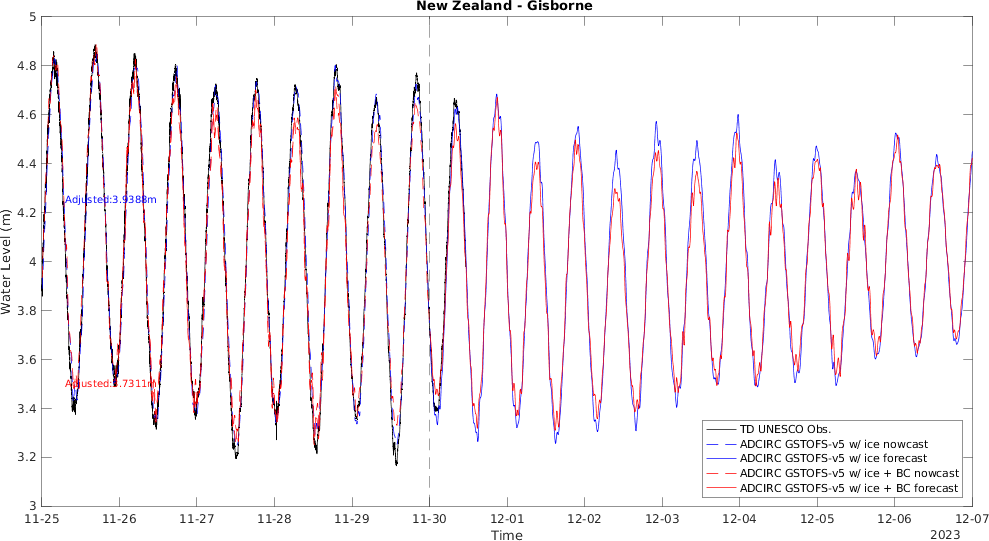 New Zealand - Gisborne
Water Level (m)
5
4.8
4.6
4.4
4.2
4
3.8
3.6
3.4
3.2
3
Adjusted:3.9388m
Adjusted:3.7311m
TD UNESCO Obs.
ADCIRC GSTOFS-v5 w/ ice nowcast
ADCIRC GSTOFS-v5 w/ ice forecast
ADCIRC GSTOFS-v5 w/ ice + BC nowcast
ADCIRC GSTOFS-v5 w/ ice + BC forecast
11-25 11-26 11-27 11-28 11-29 11-30 12-01 12-02 12-03 12-04 12-05 12-06 12-07
Time
2023